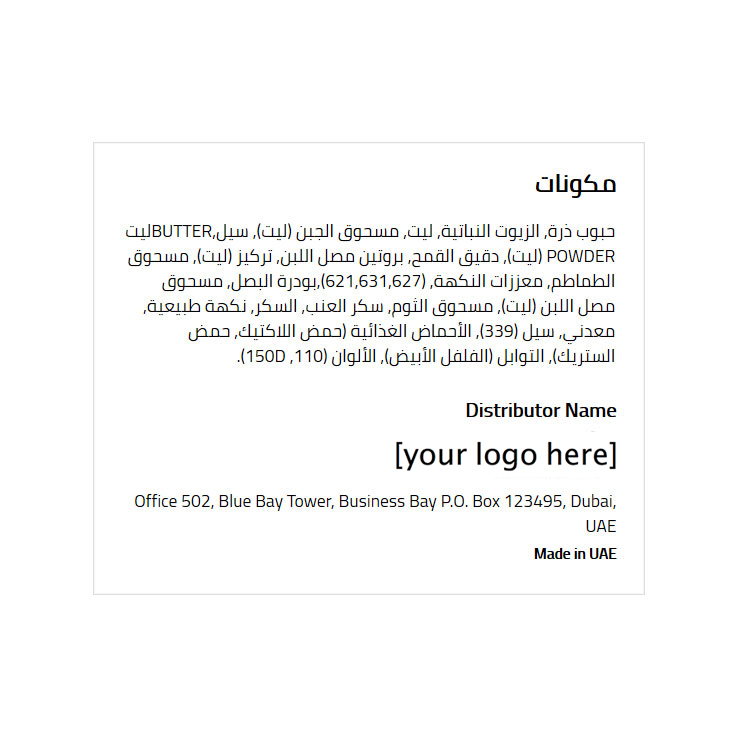 مكونات
حبوب ذرة, الزيوت النباتية, ليت, مسحوق الجبن (ليت), سيل,BUTTERليت
POWDER (ليت), دقيق القمح, بروتين مصل اللبن, تركيز (ليت), مسحوق
الطماطم, معززات النكهة, (621,631,627),بودرة البصل, مسحوق
مصل اللبن (ليت), مسحوق الثوم, سكر العنب, السكر, نكهة طبيعية,
معدني, سيل (339), الأحماض الغذائية (حمض اللاكتيك, حمض
الستريك), التوابل (الفلفل الأبيض), الألوان (110, 150D).
Distributor Name
[your logo here]
Office 502, Blue Bay Tower, Business Bay P.O. Box 123495, Dubai,
UAE
Made in UAE